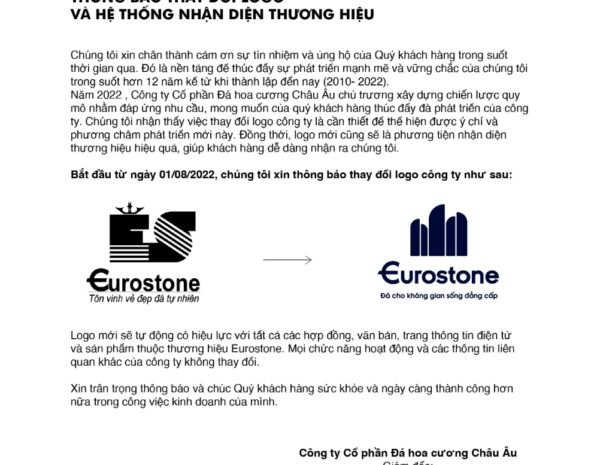 THÔNG BÁO THAY ĐỔI LOGO
VÀ HỆ THỐNG NHẬN DIỆN THƯƠNG HIỆU
Chúng tôi xin chân thành cám ơn sự tín nhiệm và ủng hộ của Quý khách hàng trong suốt
thời gian qua. Đó là nền tảng để thúc đẩy sự phát triển mạnh mẽ và vững chắc của chúng tôi
trong suốt hơn 12 năm kể từ khi thành lập đến nay (2010- 2022).
Năm 2022 , Công ty Cổ phần Đá hoa cương Châu Âu chủ trương xây dựng chiến lược quy
mô nhằm đáp ứng nhu cầu, mong muốn của quý khách hàng thúc đẩy đà phát triển của công
ty. Chúng tôi nhận thấy việc thay đổi logo công ty là cần thiết để thể hiện được ý chí và
phương châm phát triển mới này. Đồng thời, logo mới cũng sẽ là phương tiện nhận diện
thương hiệu hiệu quả, giúp khách hàng dễ dàng nhận ra chúng tôi.
Bắt đầu từ ngày 01/08/2022, chúng tôi xin thông báo thay đổi logo công ty như sau:
ES
Eurostone
Tôn vinh vẻ đẹp đá tự nhiên
Eurostone
Đá cho không gian sống đẳng cấp
Logo mới sẽ tự động có hiệu lực với tất cả các hợp đồng, văn bản, trang thông tin điện tử
và sản phẩm thuộc thương hiệu Eurostone. Mọi chức năng hoạt động và các thông tin liên
quan khác của công ty không thay đổi.
Xin trân trọng thông báo và chúc Quý khách hàng sức khỏe và ngày càng thành công hơn
nữa trong công việc kinh doanh của mình.
Công ty Cổ phần Đá hoa cương Châu Âu
Giám đốc: